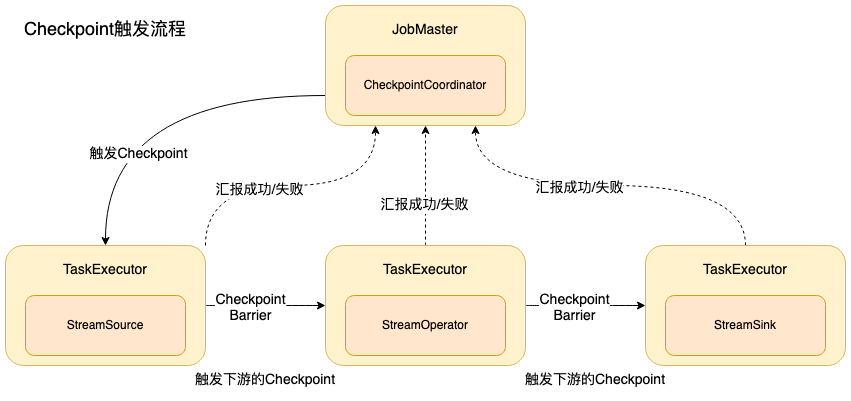 Checkpoint触发流程
JobMaster
CheckpointCoordinator
触发Checkpoint
汇报成功/失败
汇报成功/失败
汇报成功/失败
TaskExecutor
StreamSource
Checkpoint
Barrier
TaskExecutor
StreamOperator
Checkpoint
Barrier
TaskExecutor
StreamSink
触发下游的Checkpoint
触发下游的Checkpoint